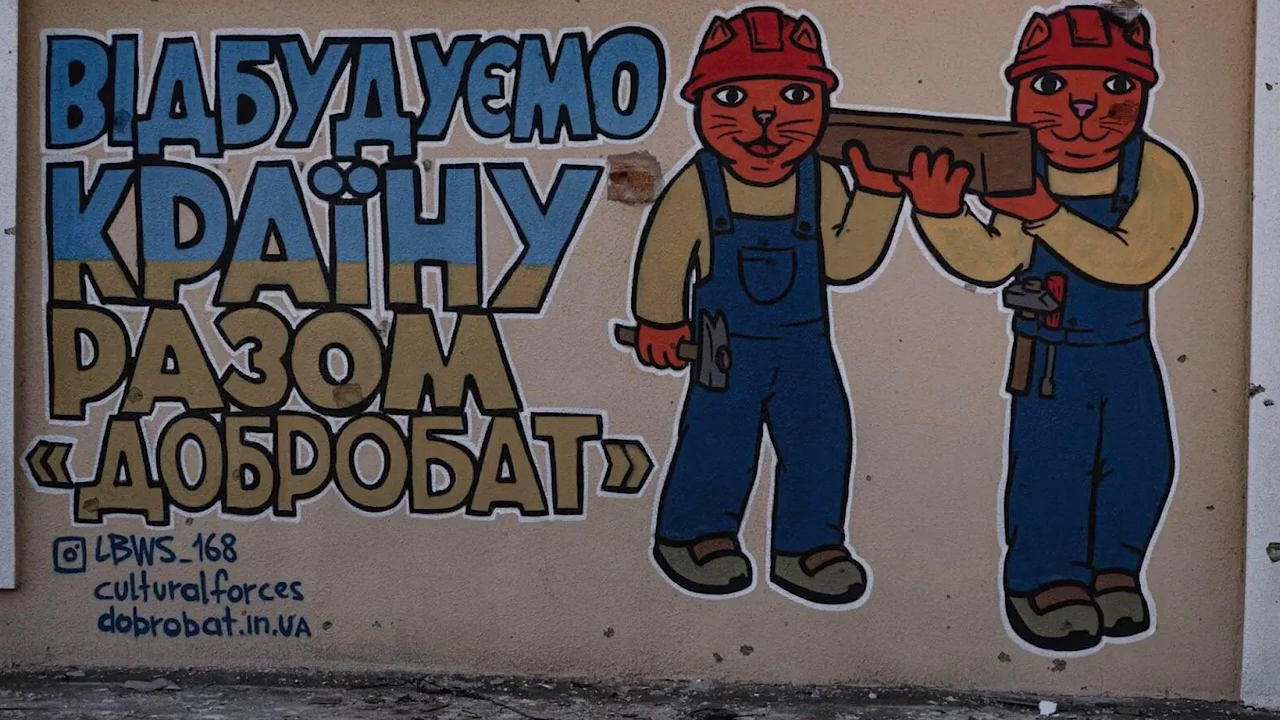 ВІДБУДУЄМО
КРАЇНУ
РАЗОМ
«ДОБРОБАТ»
LBWS_168
culturalforces
dobrobat.in.UA